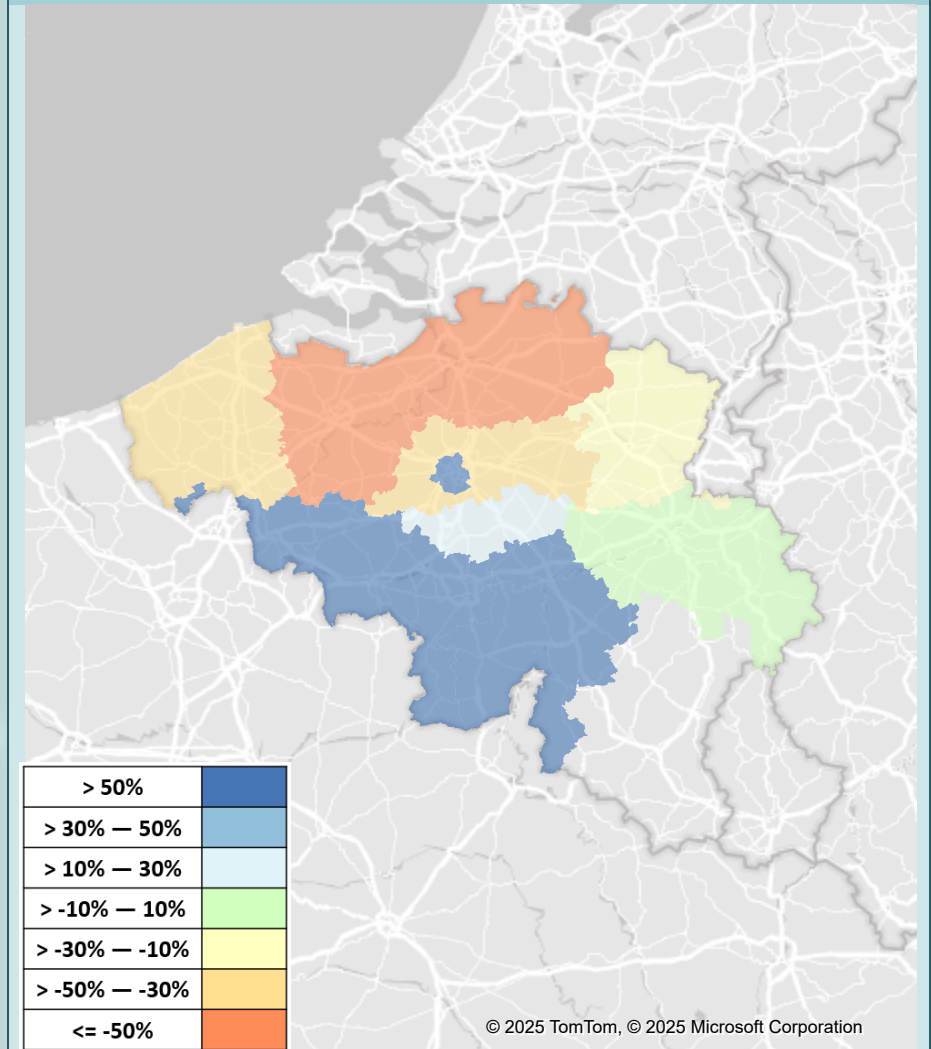 > 50%
> 30% — 50%
> 10% — 30%
> -10% — 10%
> -30% — -10%
> -50% — -30%
<= -50%
© 2025 TomTom, © 2025 Microsoft Corporation